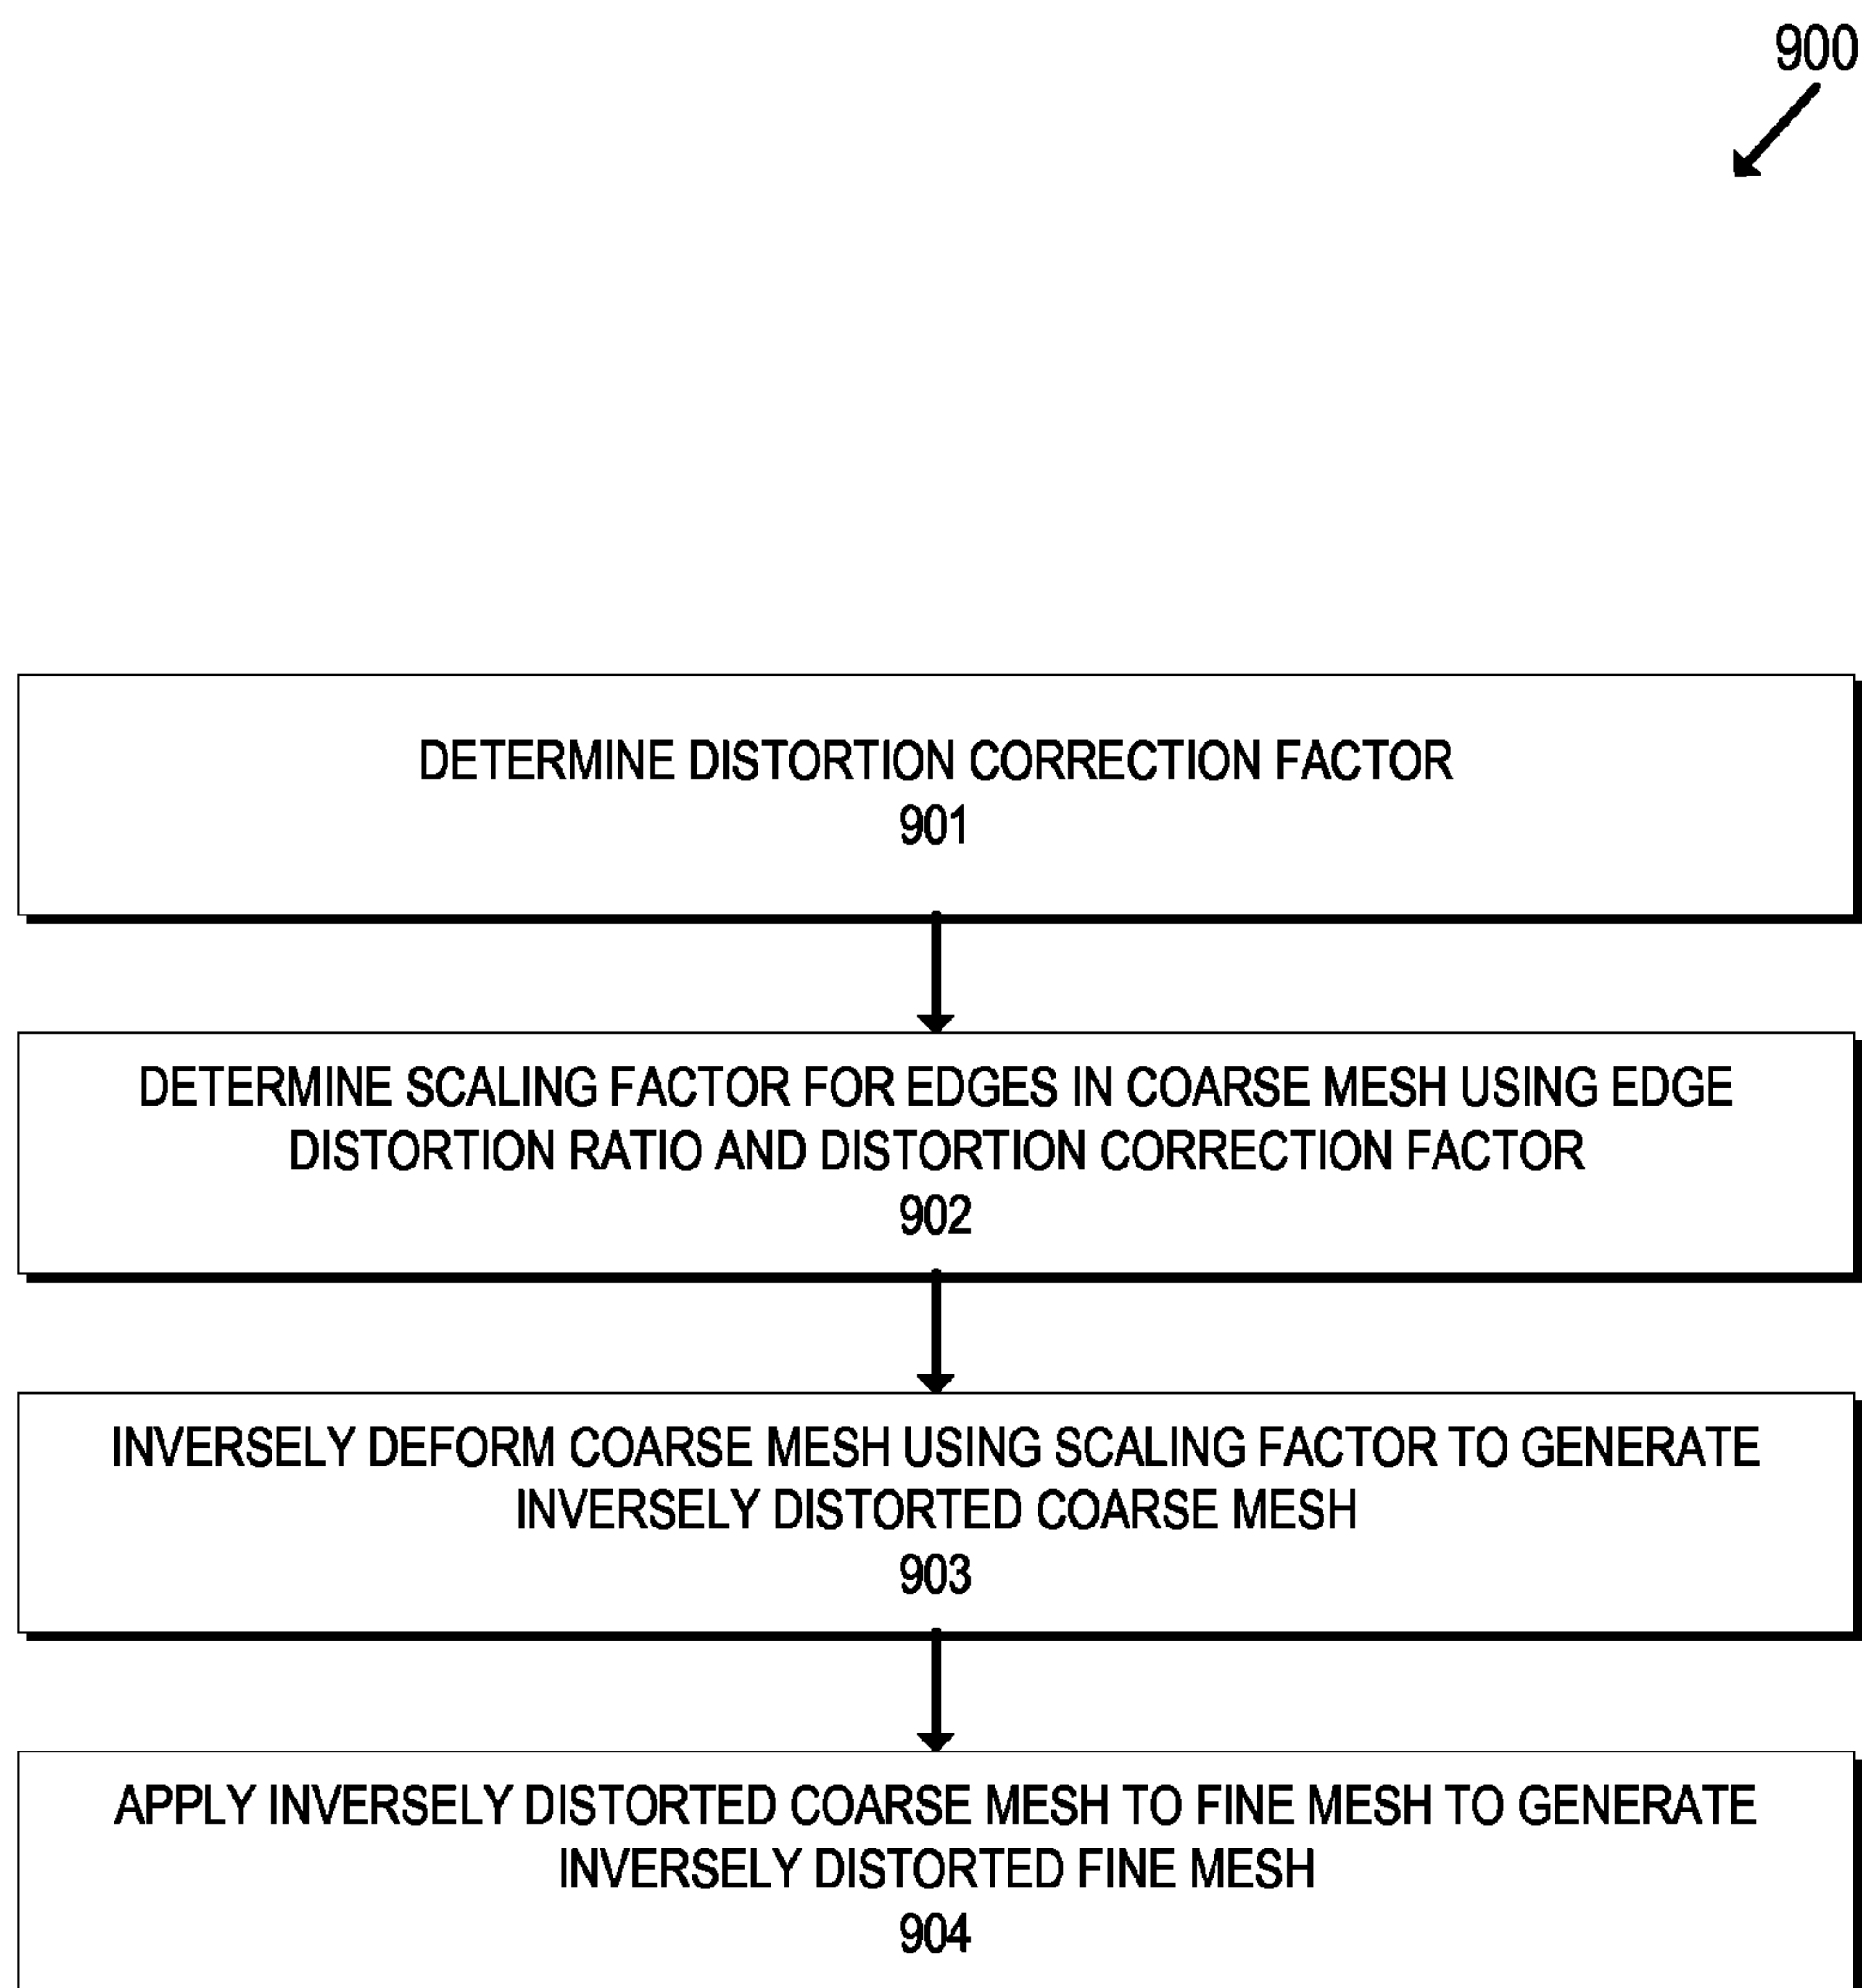 900
DETERMINE DISTORTION CORRECTION FACTOR
901
DETERMINE SCALING FACTOR FOR EDGES IN COARSE MESH USING EDGE
DISTORTION RATIO AND DISTORTION CORRECTION FACTOR
902
INVERSELY DEFORM COARSE MESH USING SCALING FACTOR TO GENERATE
INVERSELY DISTORTED COARSE MESH
903
APPLY INVERSELY DISTORTED COARSE MESH TO FINE MESH TO GENERATE
INVERSELY DISTORTED FINE MESH
904